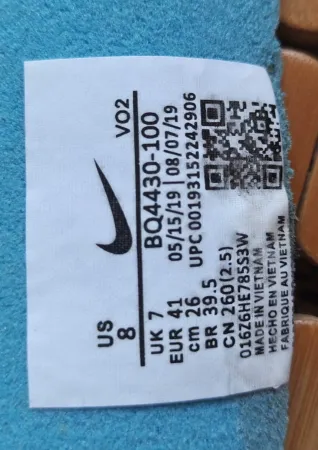 US
8
VO2
UK 7
EUR 41
cm 26
BR 39.5
CN 260(2.5)
BQ4430-100
05/15/19 | 08/07/19
UPC 00193152242906
016Z6HE78553W
MADE IN VIETNAM
HECHO EN VIETNAM
FABRIQUE AU VIETNAM